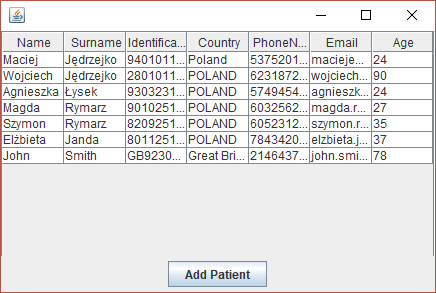 Name Surname Identifica... Country PhoneN... Email Age
Maciej Jędrzejko 9401011... Poland 5375201... macieje... 24
Wojciech Jędrzejko 2801011... POLAND 6231872... wojciech... 90
Agnieszka Łysek 9303231... POLAND 5749454... agnieszk... 24
Magda Rymarz 9010251... POLAND 6032562... magda.r... 27
Szymon Rymarz 8209251... POLAND 6052312... szymon.r... 35
Elżbieta Janda 8011251... POLAND 7843420... elzbieta.j... 37
John Smith GB9230... Great Bri... 2146437... john.smi... 78
Add Patient